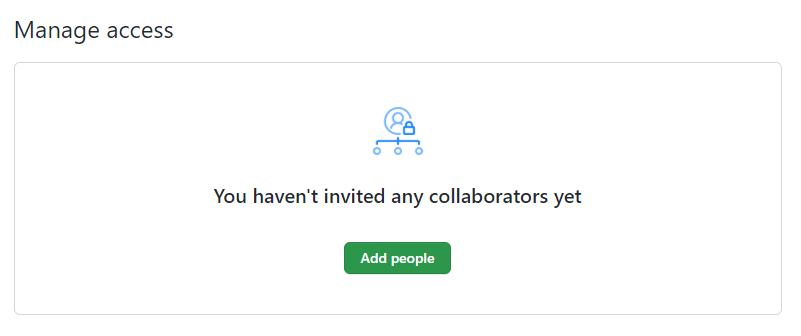 Manage access
You haven't invited any collaborators yet
Add people